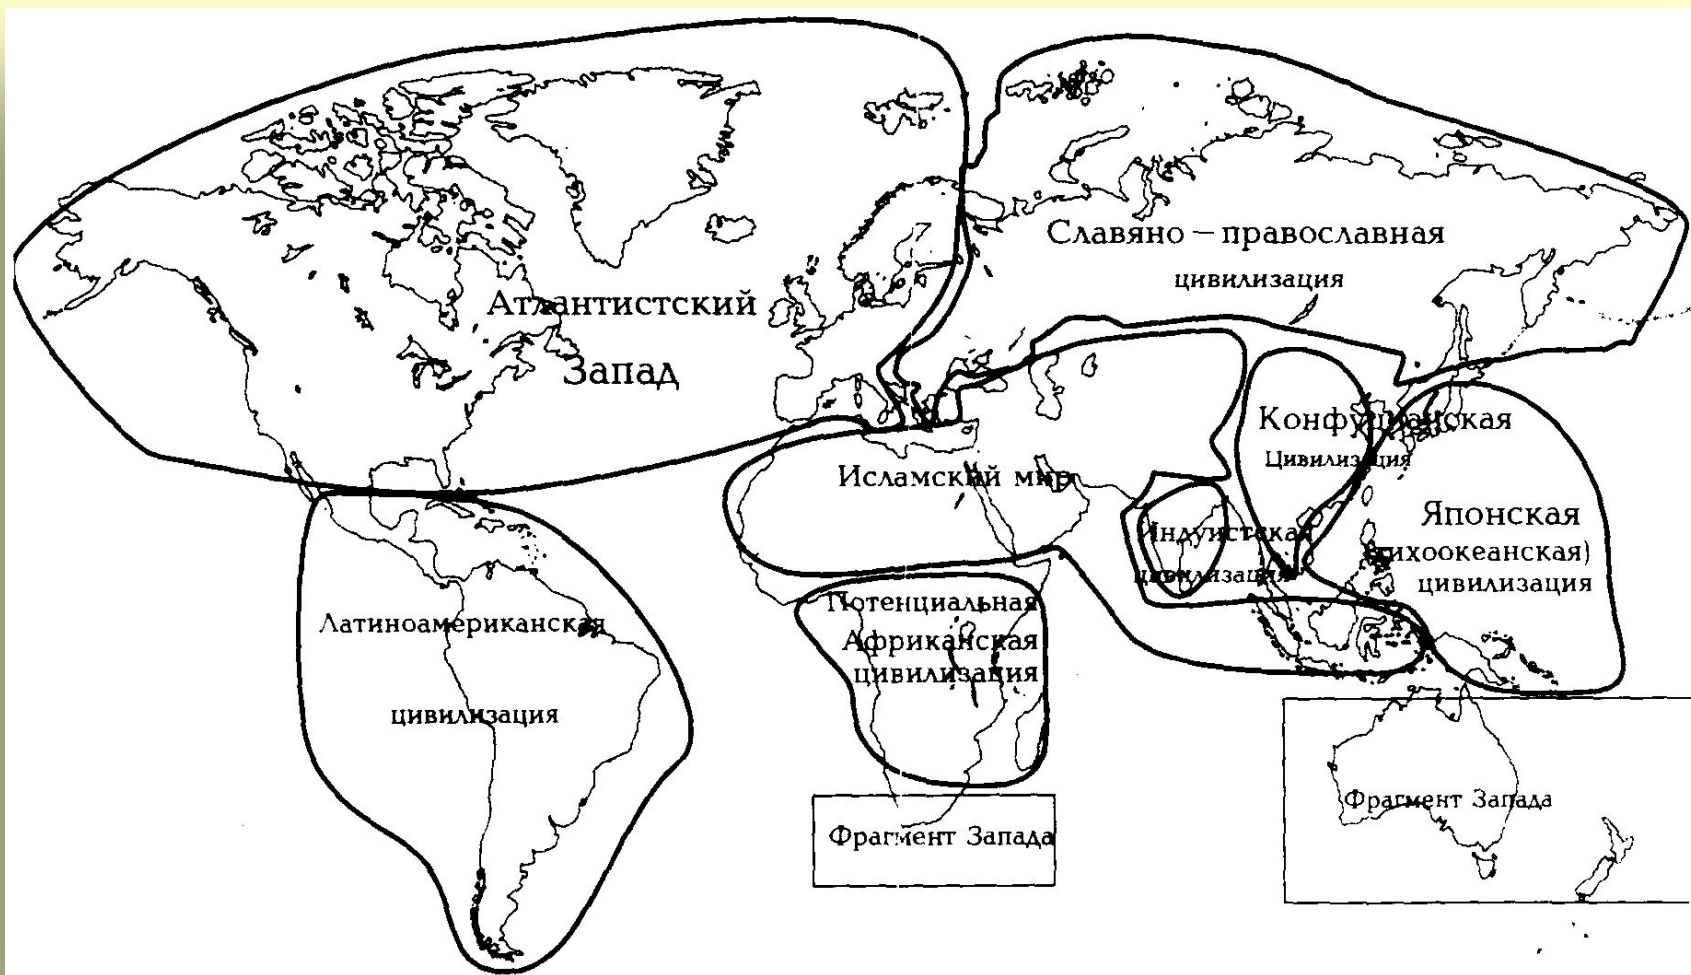 Славяно – православная
цивилизация
Атлантистский
Запад
Конфуцианская
Цивилизация
Исламский мир
Японская
(тихоокеанская)
цивилизация
Индуистская
цивилизация
Потенциальная
Африканская
цивилизация
Латиноамериканская
цивилизация
Фрагмент Запада
Фрагмент Запада